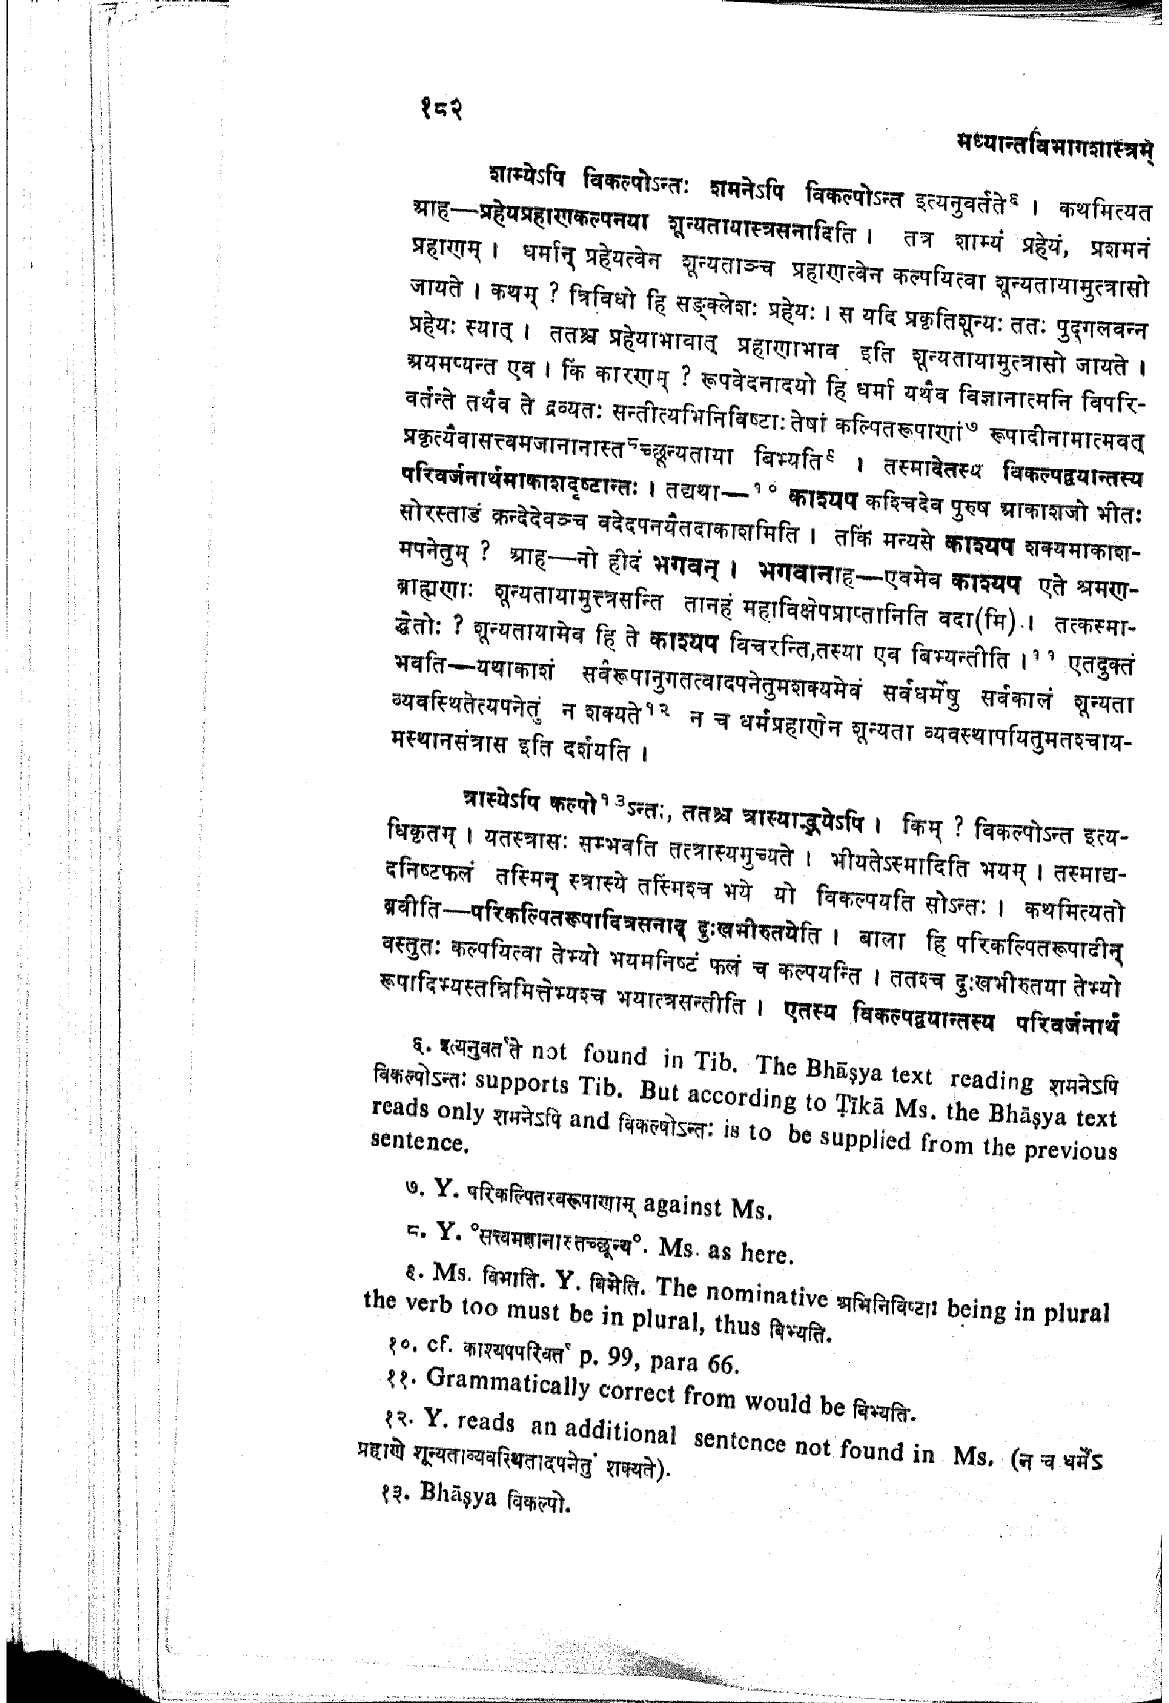 १८२
मध्यान्तविभागशास्त्रम्
शाम्येऽपि विकल्पोऽन्तः शमनेऽपि विकल्पोऽन्त इत्यनुवर्तते६ । कथमित्यत
आह—प्रहेयप्रहाणकल्पनया शून्यतायास्त्रसनादिति । तत्र शाम्यं प्रहेयं, प्रशमनं
प्रहाणम् । धर्मान् प्रहेयत्वेन शून्यताञ्च प्रहाणत्वेन कल्पयित्वा शून्यतायामुत्त्रासो
जायते । कथम् ? त्रिविधो हि सङ्क्लेशः प्रहेयः । स यदि प्रकृतिशून्यः ततः पुद्गलवन्न
प्रहेयः स्यात् । ततश्च प्रहेयाभावात् प्रहाणाभाव इति शून्यतायामुत्त्रासो जायते ।
अयमप्यन्त एव । किं कारणम् ? रूपवेदनादयो हि धर्मा यथैव विज्ञानात्मनि विपरि-
वर्तन्ते तथैव ते द्रव्यतः सन्तीत्यभिनिविष्टाः तेषां कल्पितरूपाणां७ रूपादीनामात्मवत्
प्रकृत्यैवासत्त्वमजानानास्त८च्छून्यताया बिभ्यति९ । तस्मादेतस्य विकल्पद्वयान्तस्य
परिवर्जनार्थमाकाशदृष्टान्तः । तद्यथा—१० काश्यप कश्चिदेव पुरुष आकाशजो भीतः
सोरस्ताडं क्रन्देदेवञ्च वदेदपनयैतदाकाशमिति । तकिं मन्यसे काश्यप शक्यमाकाश-
मपनेतुम् ? आह—नो हीदं भगवन् । भगवानाह—एवमेव काश्यप एते श्रमण-
ब्राह्मणाः शून्यतायामुत्त्रसन्ति तानहं महाविक्षेपप्राप्तानिति वदा(मि) । तत्कस्मा-
द्धेतोः ? शून्यतायामेव हि ते काश्यप विचरन्ति,तस्या एव बिभ्यन्तीति ।११ एतदुक्तं
भवति—यथाकाशं सर्वरूपानुगतत्वादपनेतुमशक्यमेवं सर्वधर्मेषु सर्वकालं शून्यता
व्यवस्थितेत्यपनेतुं न शक्यते१२ न च धर्मप्रहाणेन शून्यता व्यवस्थापयितुमतश्चाय-
मस्थानसंत्रास इति दर्शयति ।
त्रास्येऽपि कल्पो१३ऽन्तः, ततश्च त्रास्याद्भयेऽपि । किम् ? विकल्पोऽन्त इत्य-
धिकृतम् । यतस्त्रासः सम्भवति तत्त्रास्यमुच्यते । भीयतेऽस्मादिति भयम् । तस्माद्य-
दनिष्टफलं तस्मिन् स्त्रास्ये तस्मिंश्च भये यो विकल्पयति सोऽन्तः । कथमित्यतो
ब्रवीति—परिकल्पितरूपादित्रसनाद् दुःखभीरुतयेति । बाला हि परिकल्पितरूपादीन्
वस्तुतः कल्पयित्वा तेभ्यो भयमनिष्टं फलं च कल्पयन्ति । ततश्च दुःखभीरुतया तेभ्यो
रूपादिभ्यस्तन्निमित्तेभ्यश्च भयात्त्रसन्तीति । एतस्य विकल्पद्वयान्तस्य परिवर्जनार्थं
६. इत्यनुवर्तते not found in Tib. The Bhāṣya text reading शमनेऽपि
विकल्पोऽन्तः supports Tib. But according to Ṭīkā Ms. the Bhāṣya text
reads only शमनेऽपि and विकल्पोऽन्तः is to be supplied from the previous
sentence.
७. Y. परिकल्पितस्वरूपाणाम् against Ms.
८. Y. °सत्त्वमजानास्तच्छून्य°. Ms. as here.
९. Ms. विभाति. Y. बिभेति. The nominative अभिनिविष्टाः being in plural
the verb too must be in plural, thus बिभ्यति.
१०. cf. काश्यपपरिवर्त p. 99, para 66.
११. Grammatically correct from would be बिभ्यति.
१२. Y. reads an additional sentence not found in Ms. (न च धर्मेऽ
प्रहाणे शून्यताव्यवस्थितादपनेतुं शक्यते).
१३. Bhāṣya विकल्पो.